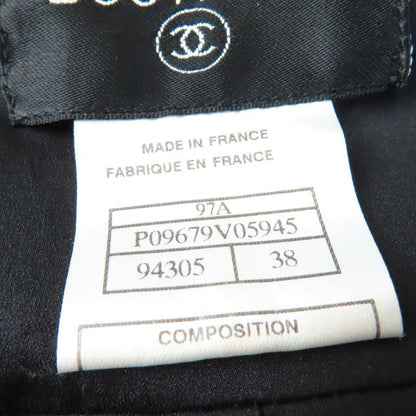 MADE IN FRANCE
FABRIQUE EN FRANCE
97A
P09679V05945
94305 38
COMPOSITION